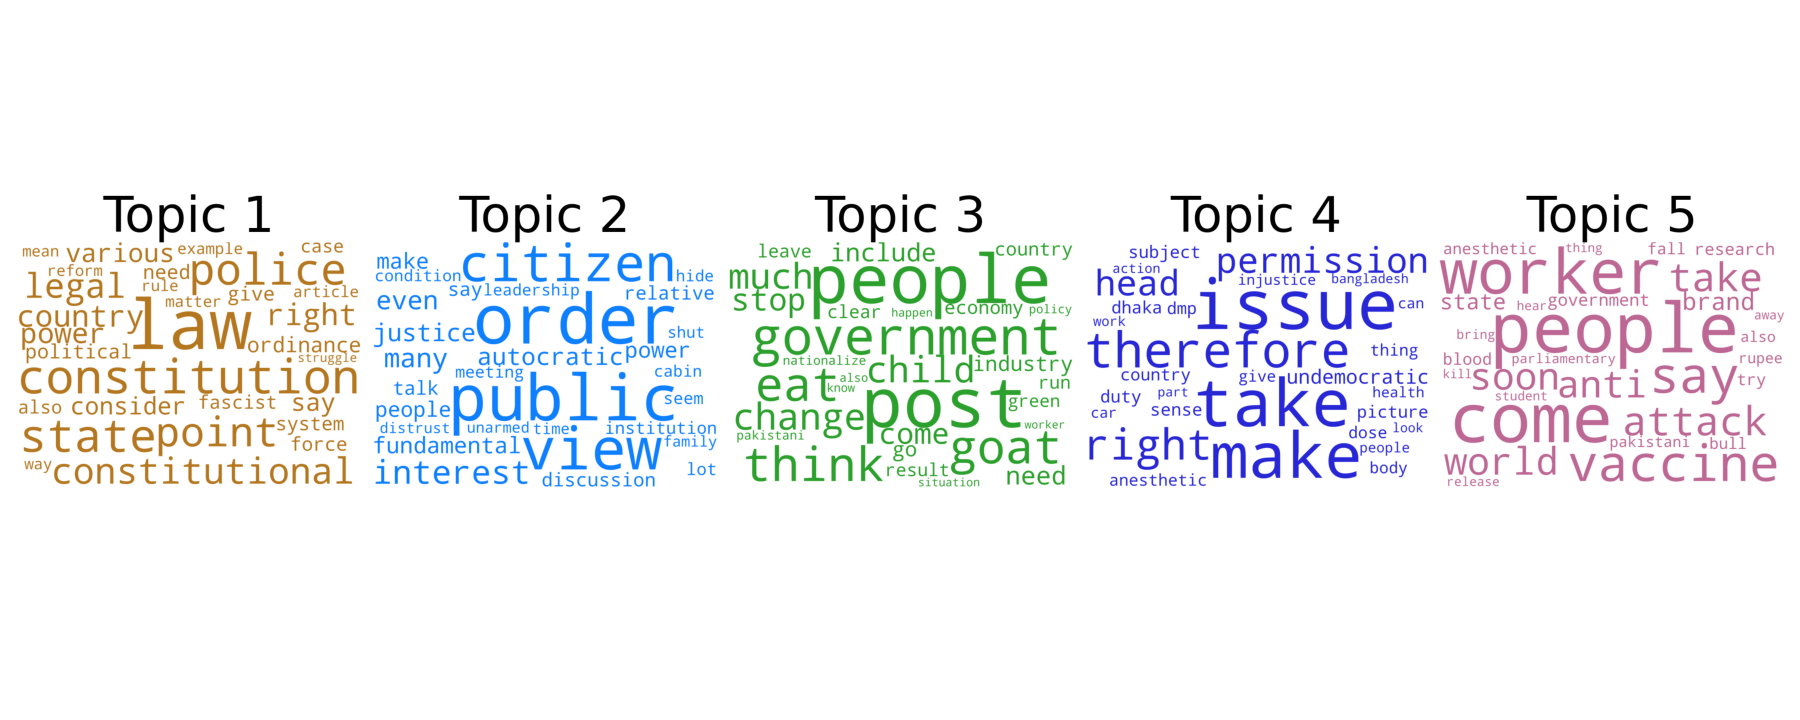 Topic 1
mean various example case
reform need police
legal rule
matter give article
country law right
power ordinance
political struggle
constitution
also consider fascist say
state point system
force
way constitutional
Topic 2
make citizen
condition hide
say leadership relative
even order
justice shut
many autocratic power
meeting cabin
talk seem
people public
distrust unarmed time institution
fundamental view family
interest lot
discussion
Topic 3
leave include country
much people
stop clear happen economy policy
government
nationalize child industry
eat also know run
post green
change worker
pakistani come
think go goat
result need
situation
Topic 4
subject permission
action injustice bangladesh
head issue can
dhaka dmp
work
therefore thing
country give undemocratic
duty part take health
car sense picture
dose look
right make people
body
anesthetic
Topic 5
anesthetic thing fall research
worker take
state hear government brand
people away
bring also
blood parliamentary rupee
kill soon anti say try
student
come attack
pakistani bull
world vaccine
release